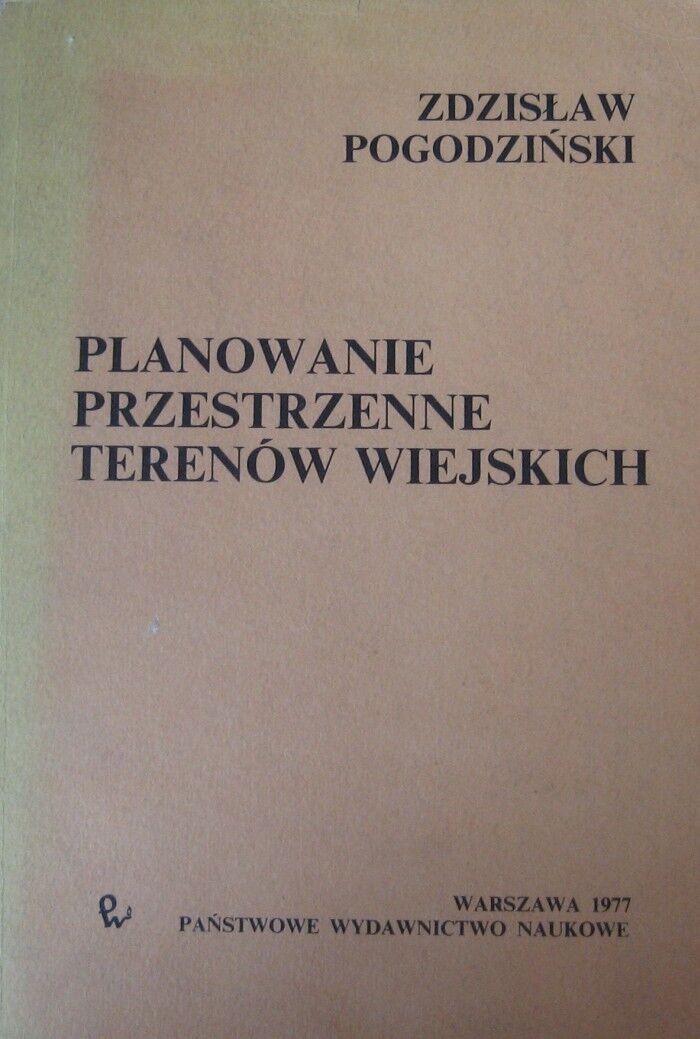 ZDZISŁAW
POGODZIŃSKI
PLANOWANIE
PRZESTRZENNE
TERENÓW WIEJSKICH
WARSZAWA 1977
PAŃSTWOWE WYDAWNICTWO NAUKOWE